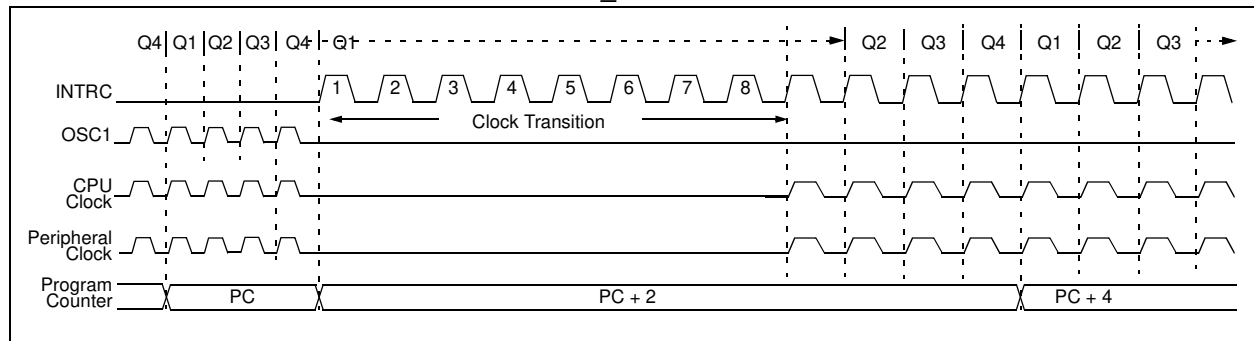 Q4 Q1 Q2 Q3 Q4 Q1 Q2 Q3 Q4 Q1 Q2 Q3
INTRC 1 2 3 4 5 6 7 8
Clock Transition
OSC1
CPU
Clock
Peripheral
Clock
Program
Counter
PC PC + 2 PC + 4